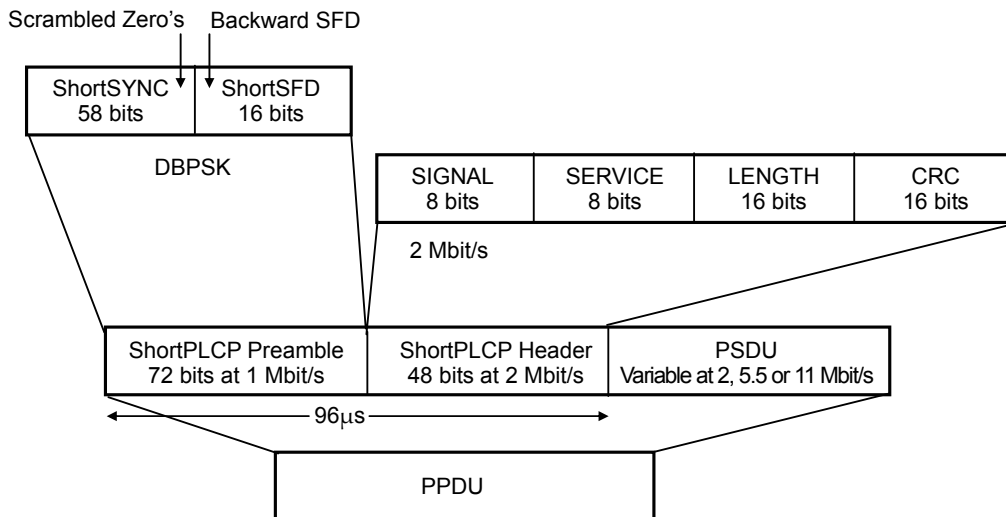 Scrambled Zero's
Backward SFD
ShortSYNC
58 bits
ShortSFD
16 bits
DBPSK
SIGNAL
8 bits
SERVICE
8 bits
LENGTH
16 bits
CRC
16 bits
2 Mbit/s
ShortPLCP Preamble
72 bits at 1 Mbit/s
ShortPLCP Header
48 bits at 2 Mbit/s
PSDU
Variable at 2, 5.5 or 11 Mbit/s
96μs
PPDU